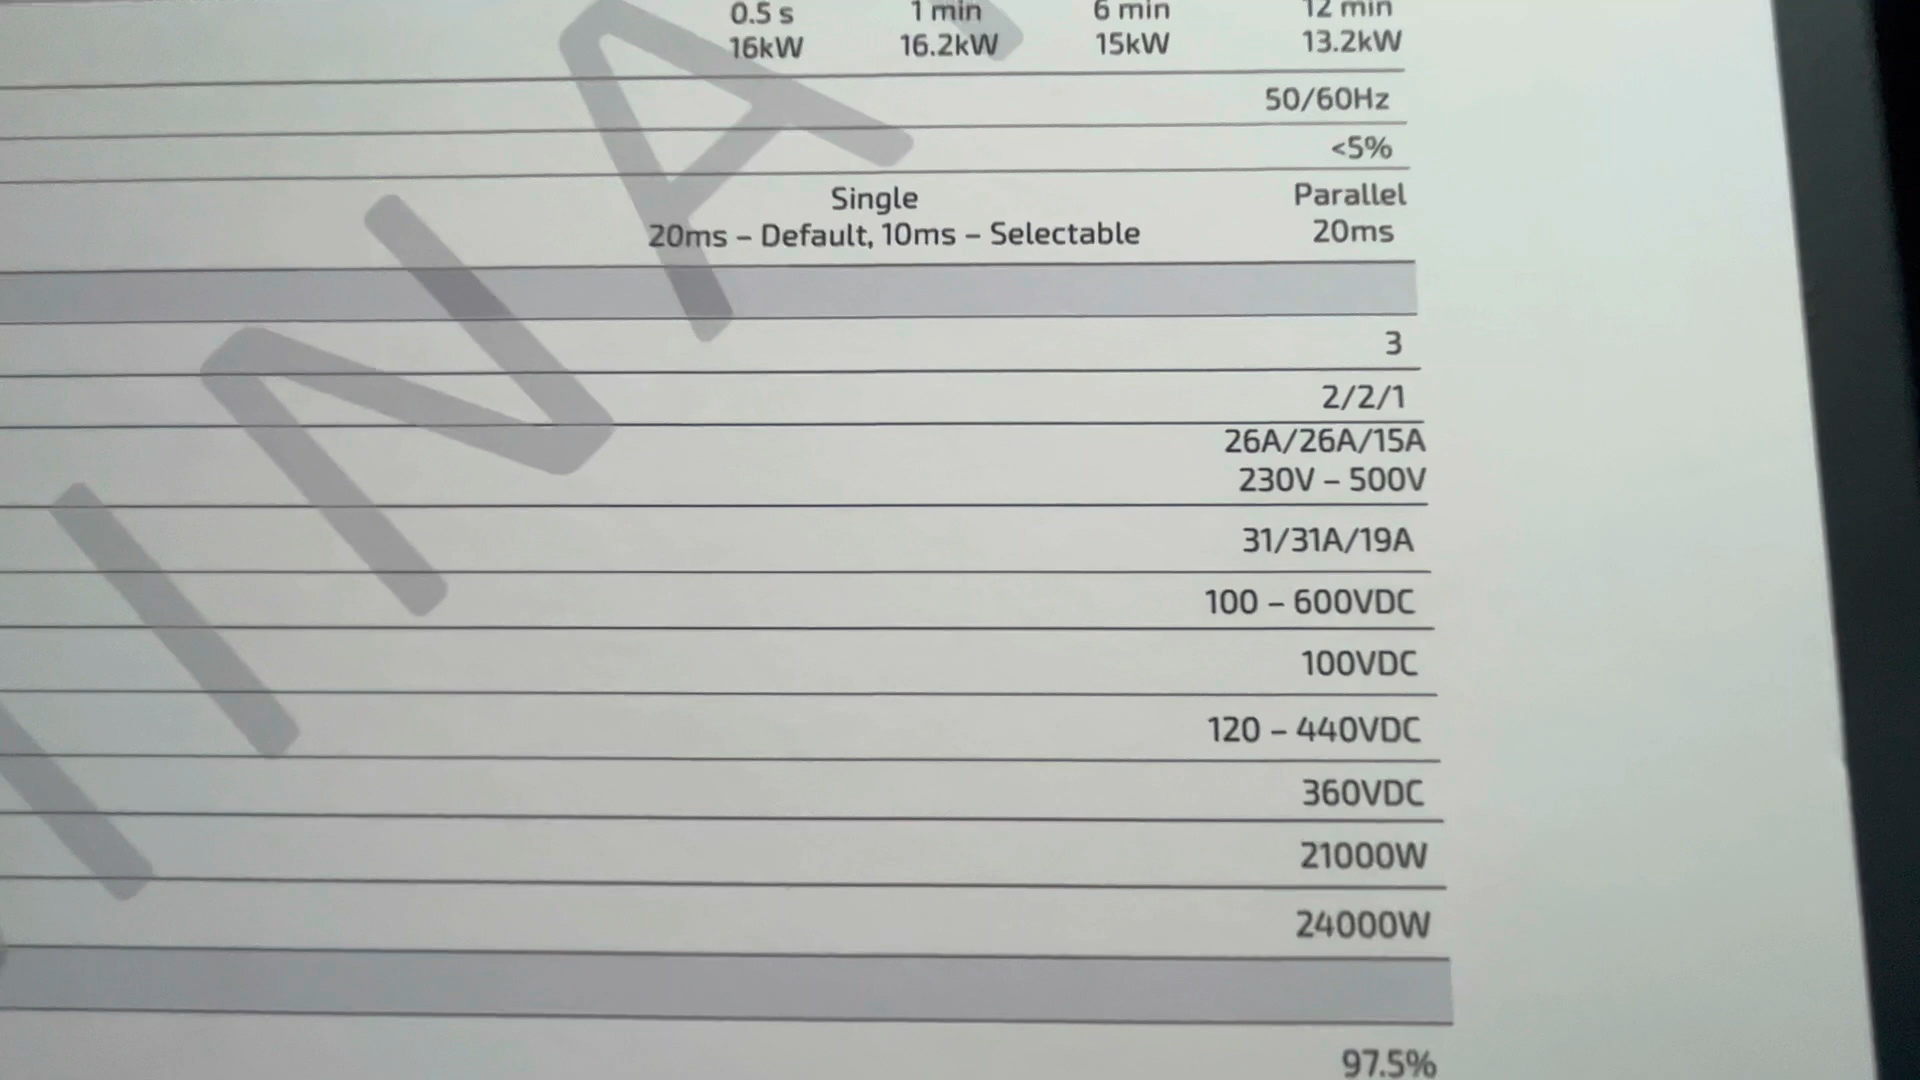 0.5 s 1 min 6 min 12 min
16kW 16.2kW 15kW 13.2kW
50/60Hz
<5%
Single Parallel
20ms – Default, 10ms – Selectable 20ms
3
2/2/1
26A/26A/15A
230V – 500V
31/31A/19A
100 – 600VDC
100VDC
120 – 440VDC
360VDC
21000W
24000W
97.5%
INA